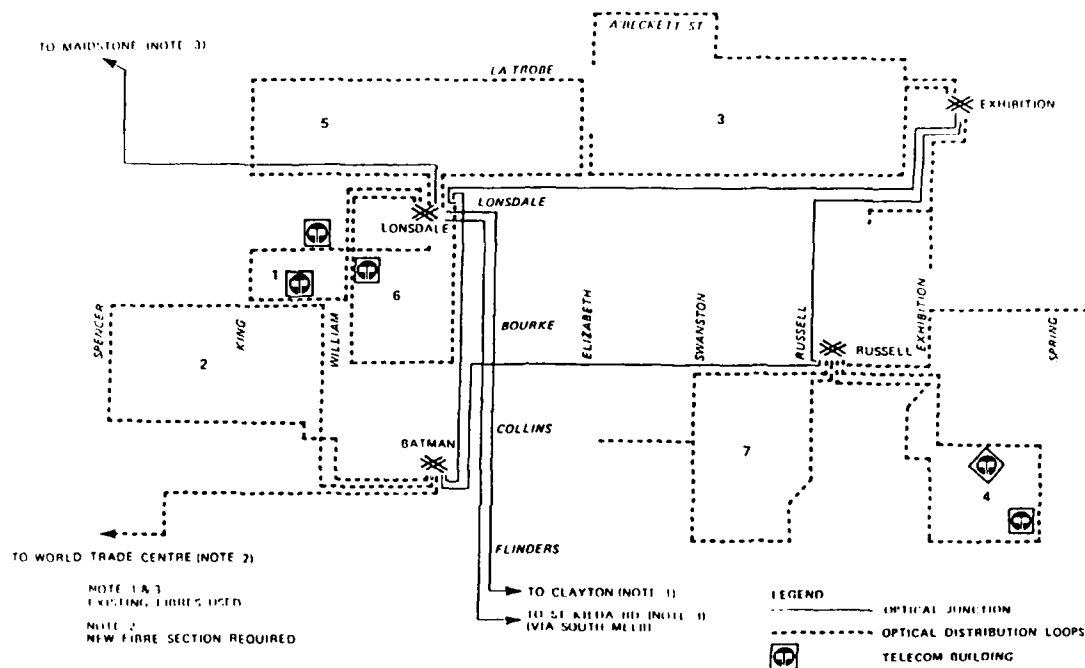 A'BECKETT ST
TO MAIDSTONE (NOTE 3)
LA TROBE
EXHIBITION
5
3
LONSDALE
LONSDALE
1
6
SPENCER
KING
WILLIAM
BOURKE
ELIZABETH
SWANSTON
RUSSELL
EXHIBITION
SPRING
2
RUSSELL
COLLINS
BATMAN
7
4
FLINDERS
TO WORLD TRADE CENTRE (NOTE 2)
TO CLAYTON (NOTE 1)
TO ST KILDA RD (NOTE 3)
(VIA SOUTH MELB)
NOTE 1 & 3
EXISTING FIBRES USED
NOTE 2
NEW FIBRE SECTION REQUIRED
LEGEND
OPTICAL JUNCTION
OPTICAL DISTRIBUTION LOOPS
TELECOM BUILDING